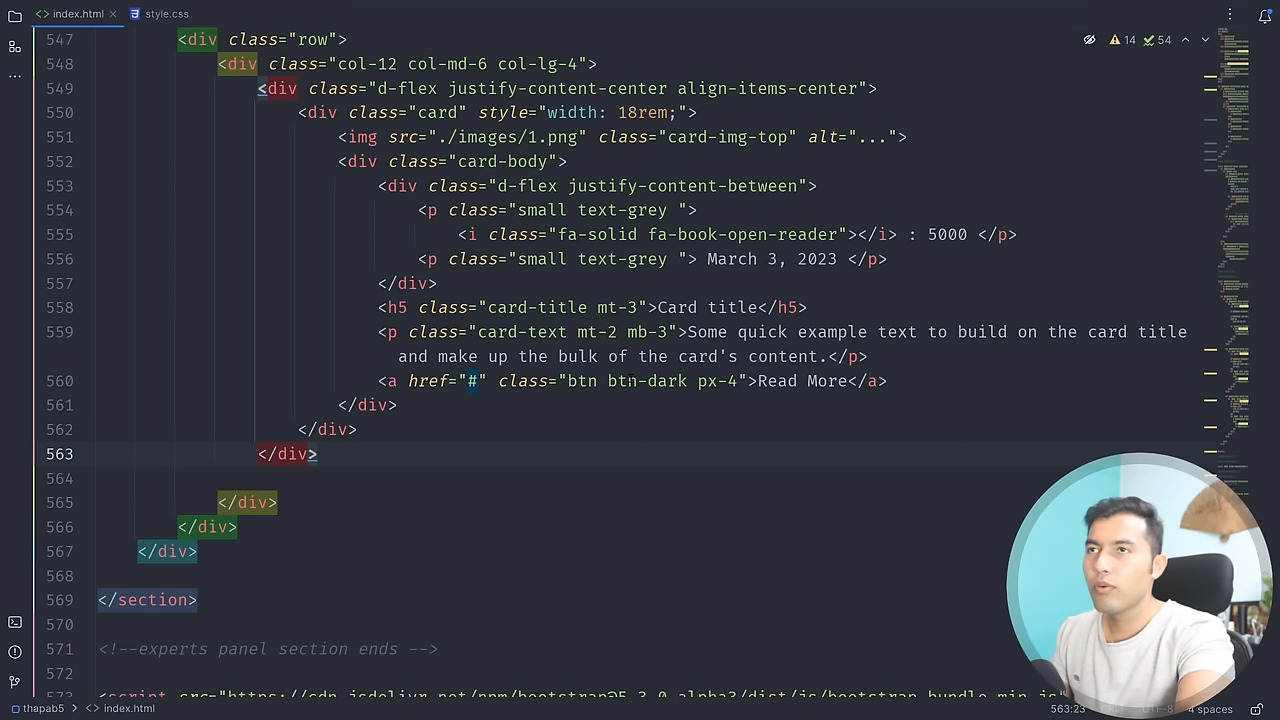 index.html
style.css
547 <div class="row">
14 54
548 <div class="col-12 col-md-6 col-lg-4">
549 <div class="d-flex justify-content-center align-items-center">
550 <div class="card" style="width: 18rem;">
551 <img src="./images/ class="card-img-top" alt="...">
552 <div class="card-body">
553 <div class="d-flex justify-content-between
554 <p class="small text-grey ">
555 <i class="fa-solid fa-book-open-reader"></i> : 5000 </p>
556 <p class="small text-grey "> March 3, 2023 </p>
557 </div>
558 <h5 class="card-title mt-3">Card title</h5>
559 <p class="card-text mt-2 mb-3">Some quick example text to build on the card title
and make up the bulk of the card's content.</p>
560 <a href="#" class="btn btn-dark px-4">Read More</a>
561 </div>
562 </div>
563 </div>
564
565 </div>
566 </div>
567 </div>
568
569 </section>
570
571 <!--experts panel section ends -->
572
573 <script src="https://cdn.jsdelivr.net/npm/bootstrap@5.3.0-alpha3/dist/js/bootstrap.bundle.min.js"
thapab5 > index.html
563:23 UTF-8 4 spaces